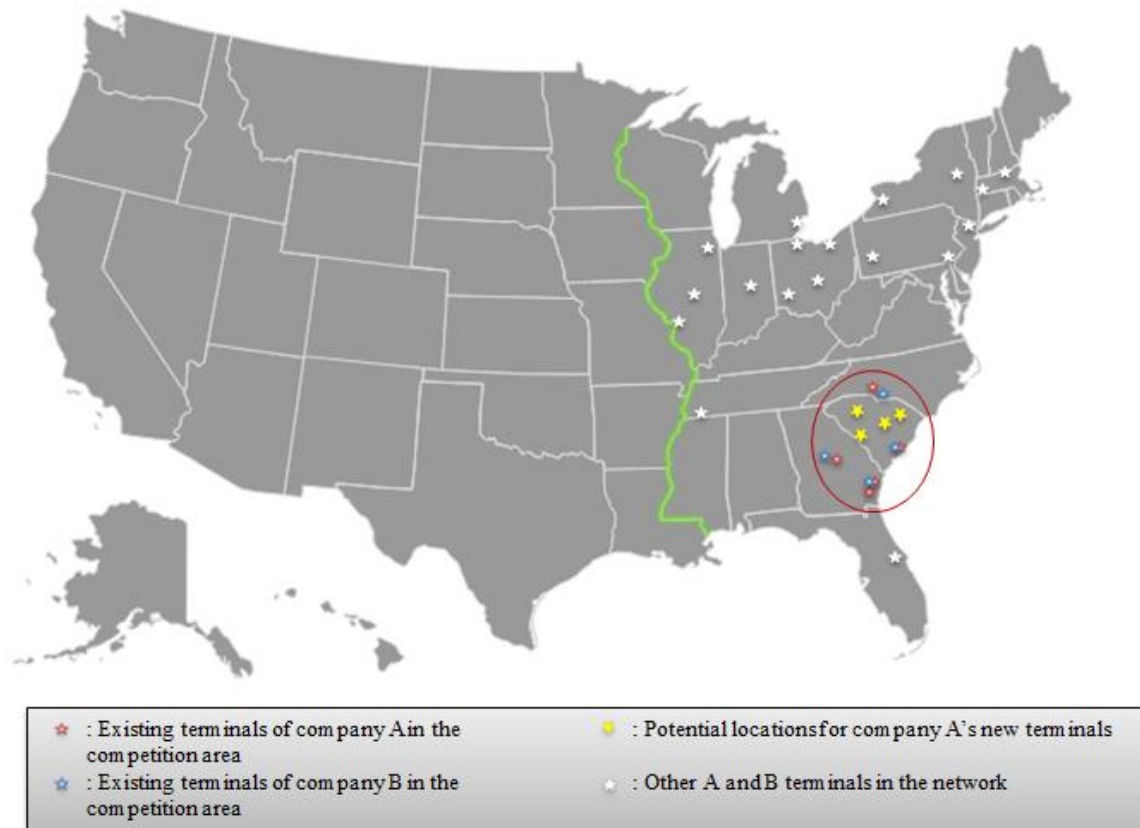 : Existing terminals of company A in the
competition area
: Potential locations for company A's new terminals
: Existing terminals of company B in the
competition area
: Other A and B terminals in the network